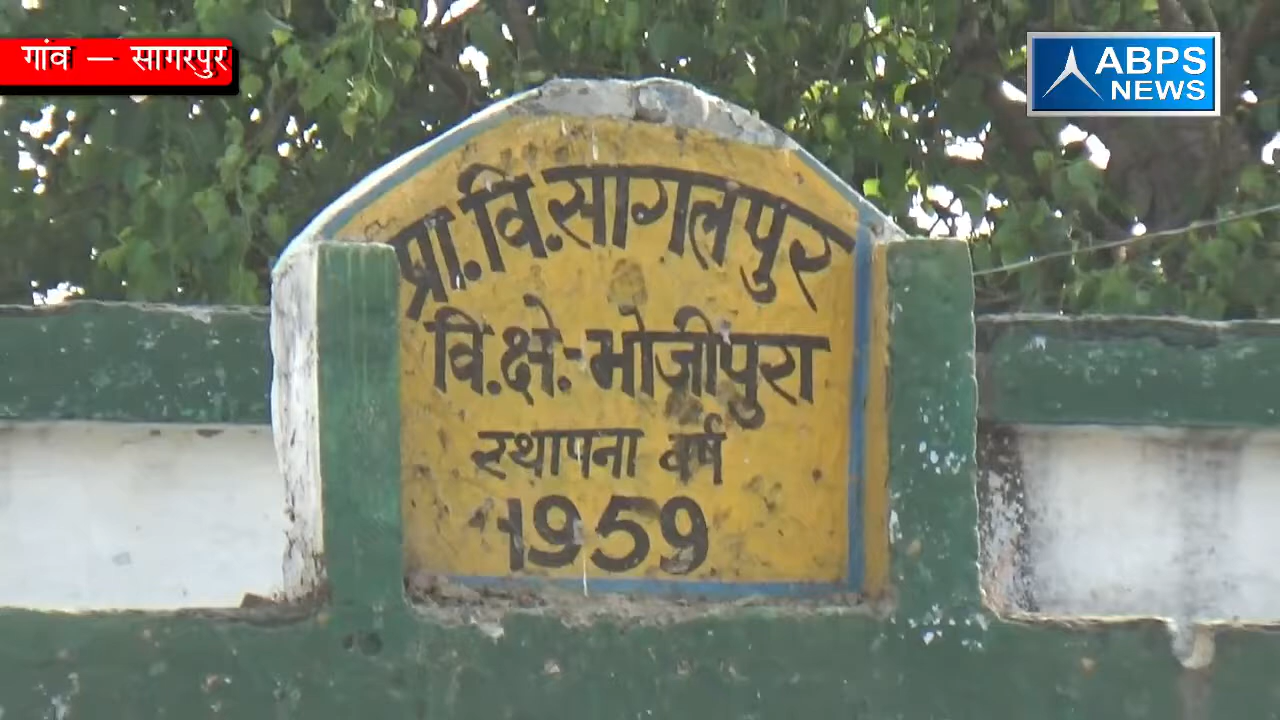 गांव – सागरपुर
ABPS
NEWS
प्रा.वि.सागलपुर
वि.क्षे.-भोजीपुरा
स्थापना वर्ष
1959